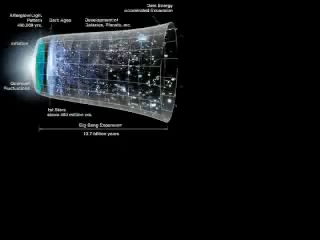 Dark Energy
Accelerated Expansion
Afterglow Light
Pattern
400,000 yrs.
Dark Ages
Development of
Galaxies, Planets, etc.
Inflation
Quantum
Fluctuations
1st Stars
about 400 million yrs.
Big Bang Expansion
13.7 billion years